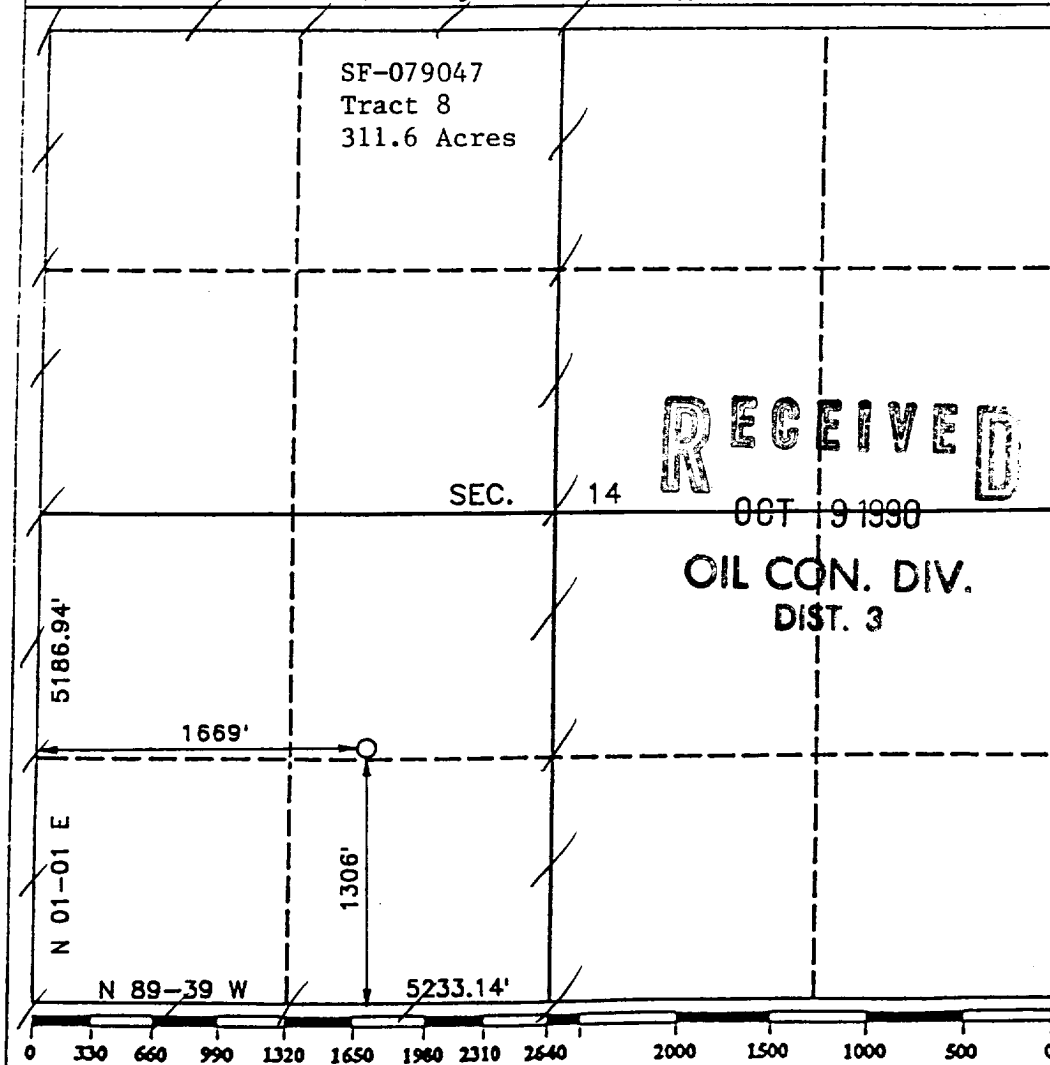 SF-079047
Tract 8
311.6 Acres
RECEIVED
SEC. 14
OCT 9 1990
OIL CON. DIV.
DIST. 3
5186.94'
1669'
1306'
N 01-01 E
N 89-39 W 5233.14'
0 330 660 990 1320 1650 1980 2310 2640 2000 1500 1000 500